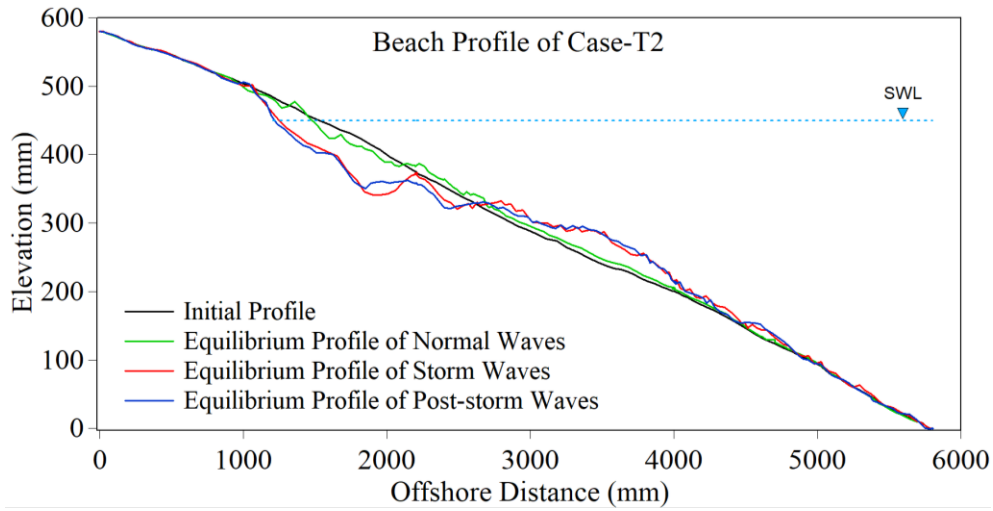 Beach Profile of Case-T2
SWL
Elevation (mm)
600
500
400
300
200
100
0
Initial Profile
Equilibrium Profile of Normal Waves
Equilibrium Profile of Storm Waves
Equilibrium Profile of Post-storm Waves
0 1000 2000 3000 4000 5000 6000
Offshore Distance (mm)